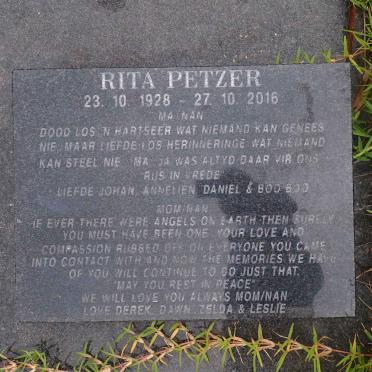 RITA PETZER
23. 10. 1928 - 27. 10. 2016
MA/NAN
DOOD LOS 'N HARTSEER WAT NIEMAND KAN GENEES
NIE, MAAR LIEFDE LOS HERINNERINGE WAT NIEMAND
KAN STEEL NIE. MA, JA WAS ALTYD DAAR VIR ONS
RUS IN VREDE
LIEFDE JOHAN, ANNELIEN, DANIEL & BOO BOO
MOM/NAN
IF EVER THERE WERE ANGELS ON EARTH THEN SURELY
YOU MUST HAVE BEEN ONE. YOUR LOVE AND
COMPASSION RUBBED OFF ON EVERYONE YOU CAME
INTO CONTACT WITH AND NOW THE MEMORIES WE HAVE
OF YOU WILL CONTINUE TO DO JUST THAT.
"MAY YOU REST IN PEACE"
WE WILL LOVE YOU ALWAYS MOM/NAN
LOVE DEREK, DAWN, ZELDA & LESLIE